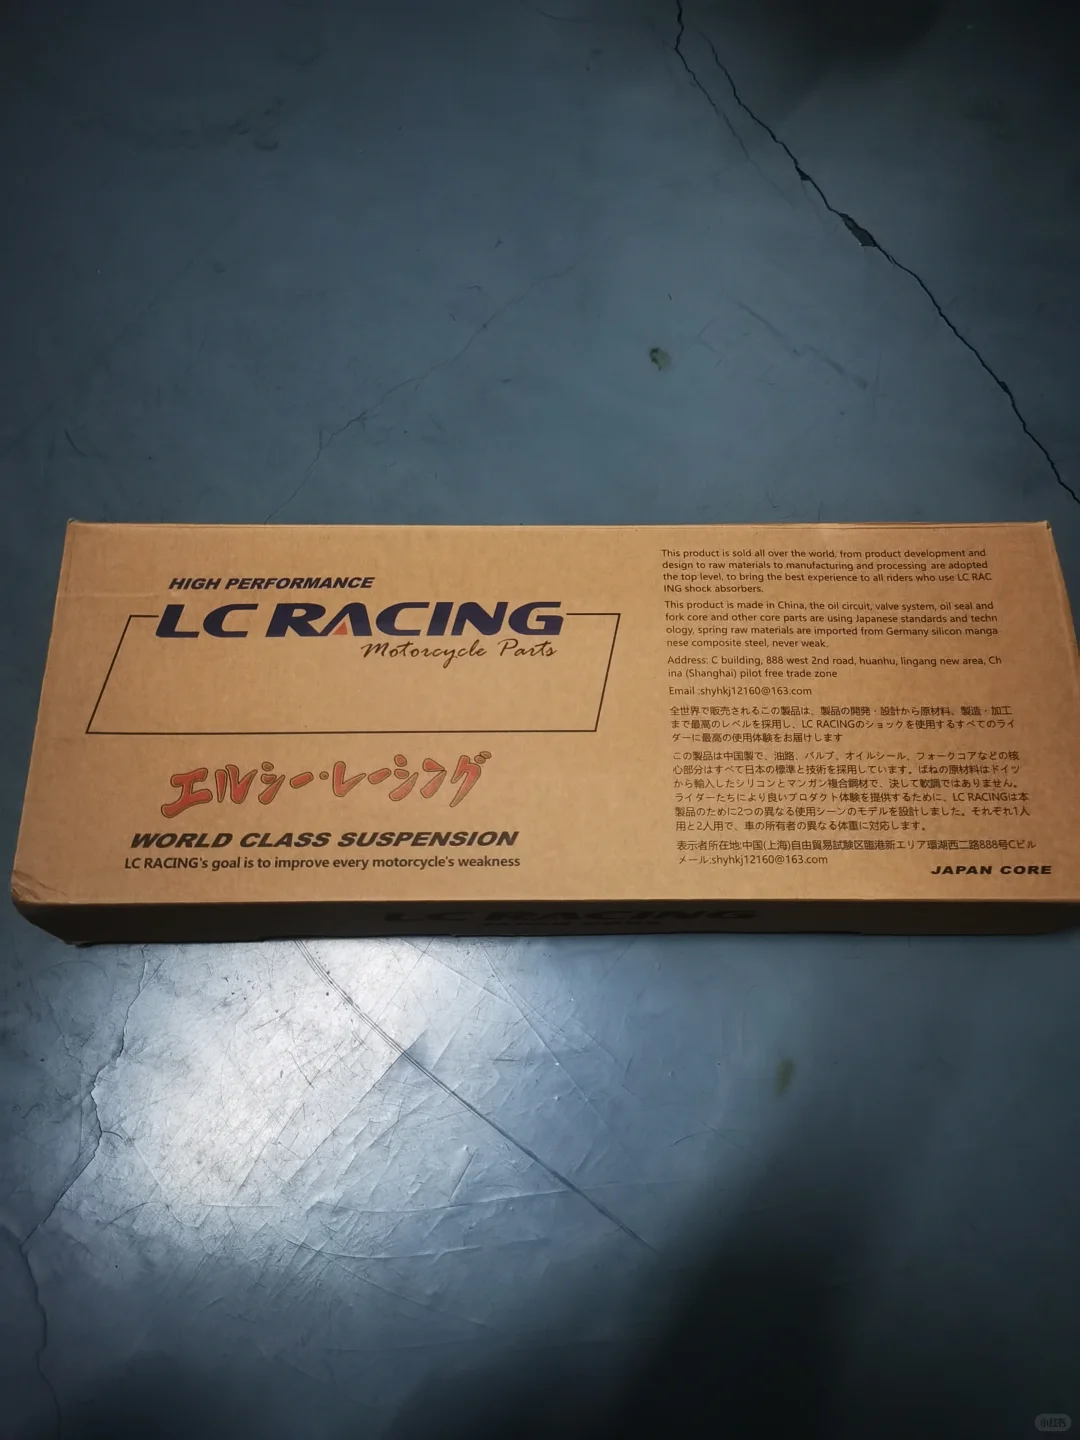 HIGH PERFORMANCE
LC RACING
Motorcycle Parts
エルシー・レーシング
WORLD CLASS SUSPENSION
LC RACING's goal is to improve every motorcycle's weakness
This product is sold all over the world, from product development and
design to raw materials to manufacturing and processing are adopted
the top level, to bring the best experience to all riders who use LC RAC
ING shock absorbers.
This product is made in China, the oil circuit, valve system, oil seal and
fork core and other core parts are using Japanese standards and techn
ology, spring raw materials are imported from Germany silicon manga
nese composite steel, never weak.
Address: C building, 888 west 2nd road, huanhu, lingang new area, Ch
ina (Shanghai) pilot free trade zone
Email :shyhkj12160@163.com
全世界で販売されるこの製品は、製品の開発・設計から原材料、製造・加工
まで最高のレベルを採用し、LC RACINGのショックを使用するすべてのライ
ダーに最高の使用体験をお届けします
この製品は中国製で、油路、バルブ、オイルシール、フォークコアなどの核
心部分はすべて日本の標準と技術を採用しています。ばねの原材料はドイツ
から輸入したシリコンとマンガン複合鋼材で、決して軟調ではありません。
ライダーたちにより良いプロダクト体験を提供するために、LC RACINGは本
製品のために2つの異なる使用シーンのモデルを設計しました。それぞれ1人
用と2人用で、車の所有者の異なる体重に対応します。
表示者所在地:中国(上海)自由貿易試験区臨港新エリア環湖西二路888号Cビル
メール:shyhkj12160@163.com
JAPAN CORE
LC RACING
小红书